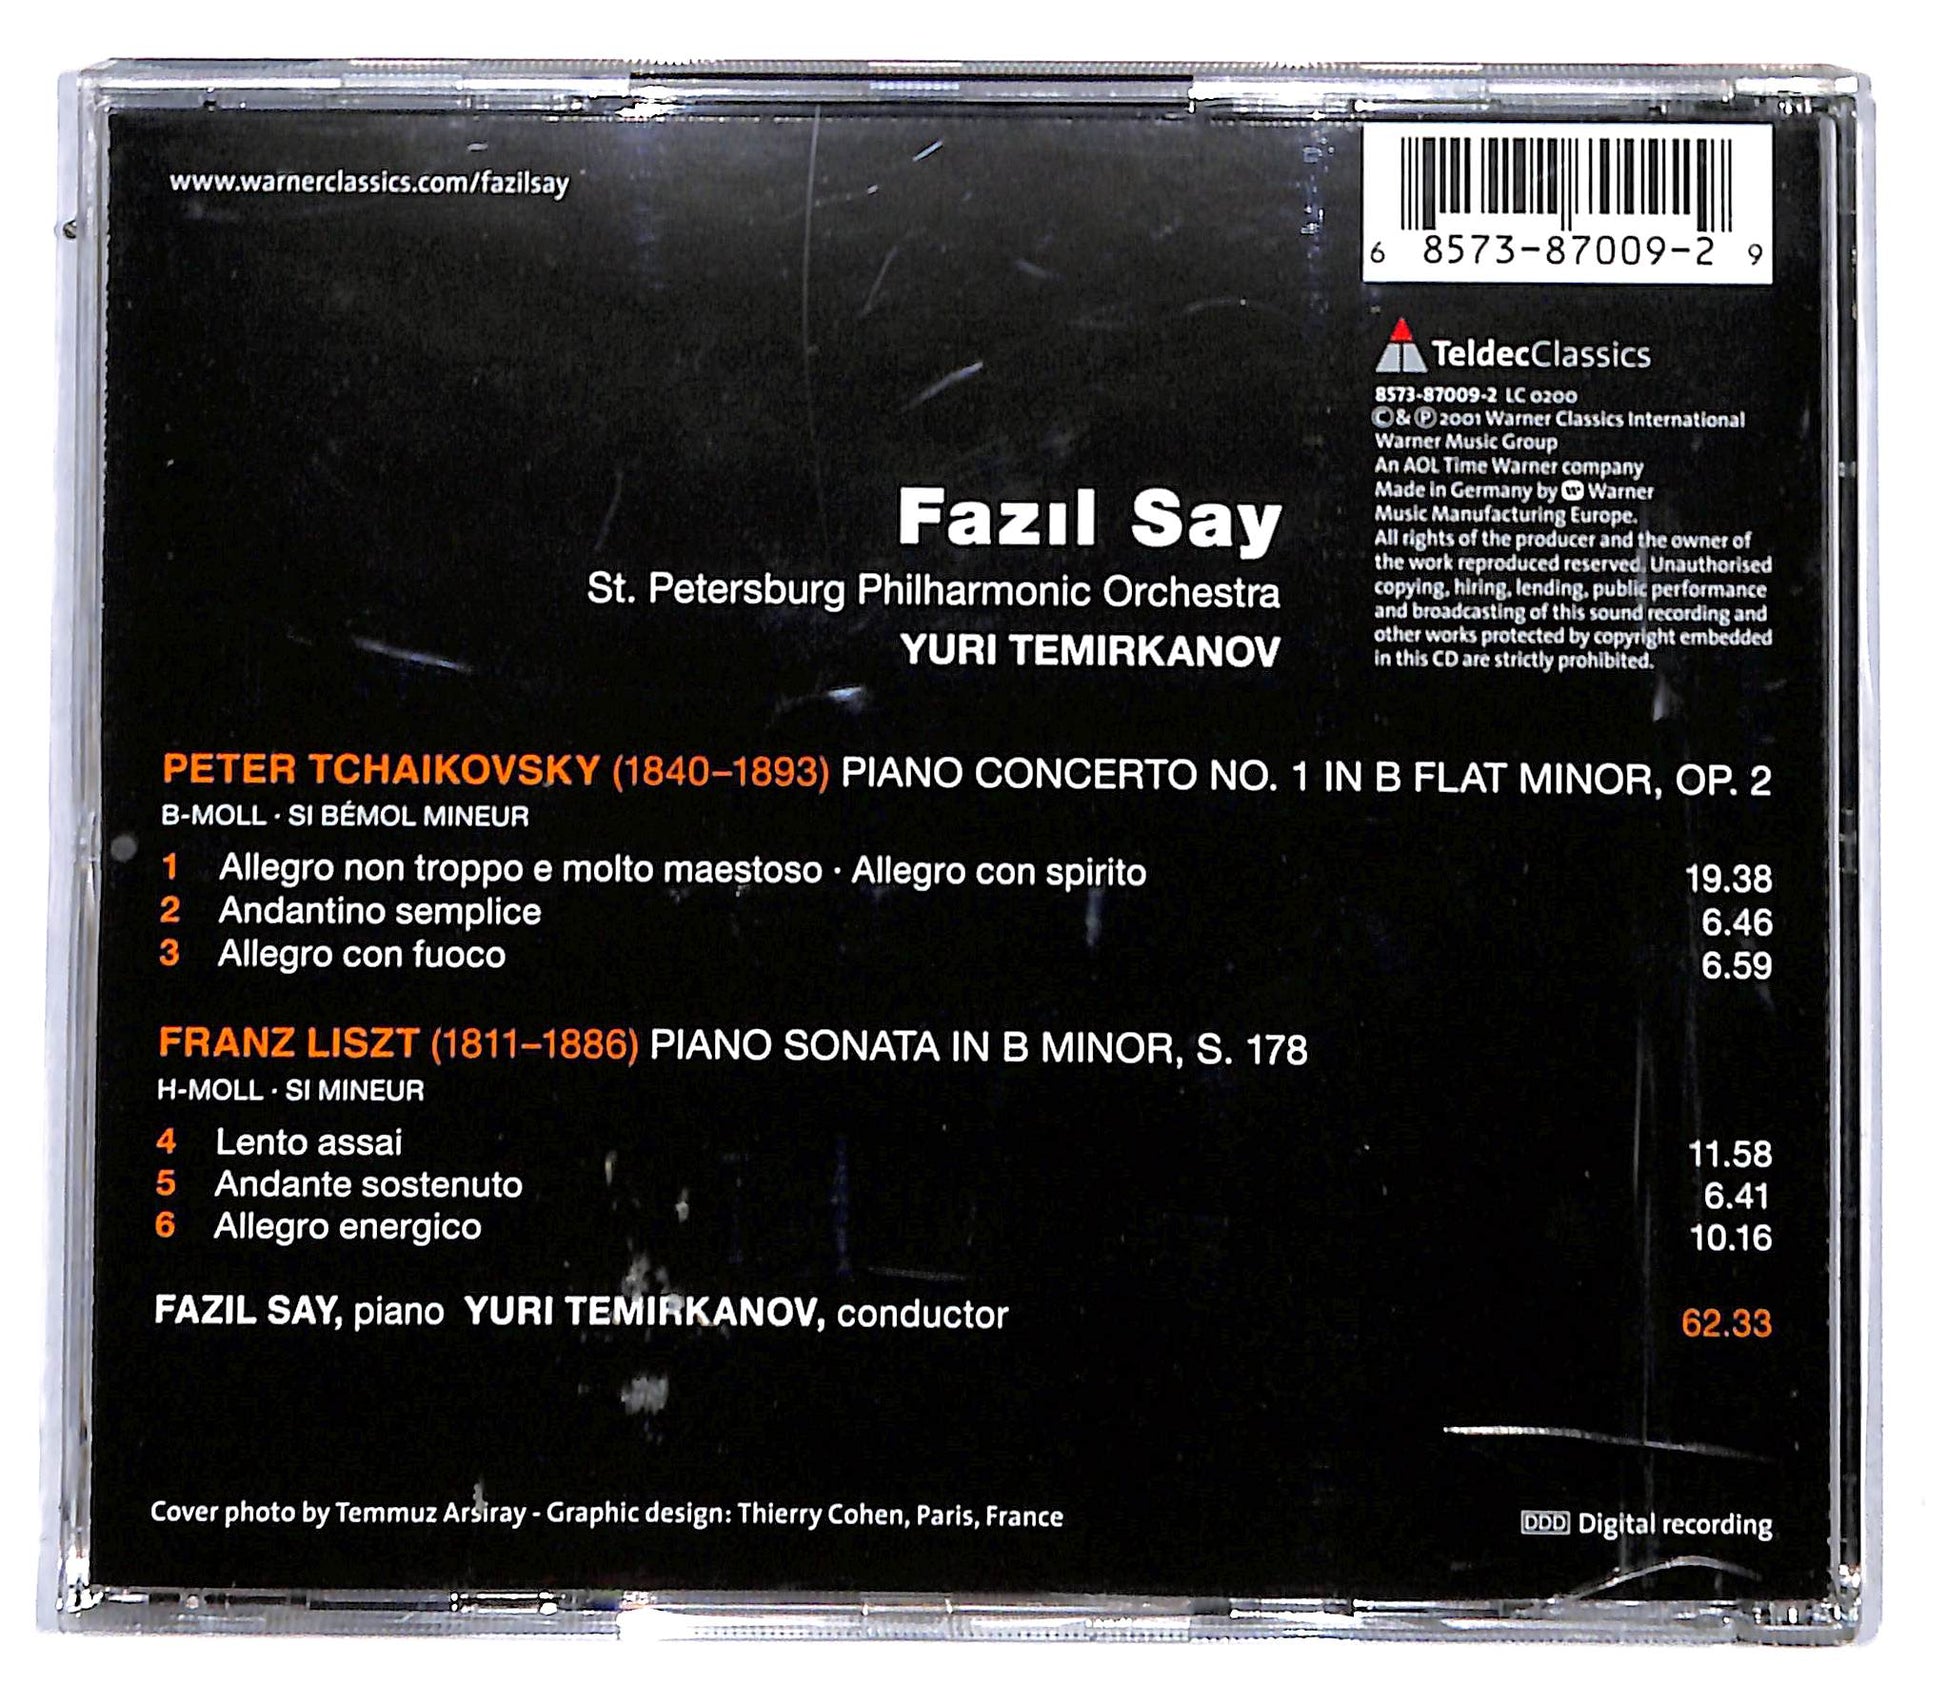 www.warnerclassics.com/fazilsay
6 8573-87009-2 9
TeldecClassics
8573-87009-2 LC 0200
©&℗2001 Warner Classics International
Warner Music Group
An AOL Time Warner company
Made in Germany by Warner
Music Manufacturing Europe.
All rights of the producer and the owner of
the work reproduced reserved. Unauthorised
copying, hiring, lending, public performance
and broadcasting of this sound recording and
other works protected by copyright embedded
in this CD are strictly prohibited.
Fazıl Say
St. Petersburg Philharmonic Orchestra
YURI TEMIRKANOV
PETER TCHAIKOVSKY (1840–1893) PIANO CONCERTO NO. 1 IN B FLAT MINOR, OP. 2
B-MOLL · SI BÉMOL MINEUR
1 Allegro non troppo e molto maestoso · Allegro con spirito 19.38
2 Andantino semplice 6.46
3 Allegro con fuoco 6.59
FRANZ LISZT (1811–1886) PIANO SONATA IN B MINOR, S. 178
H-MOLL · SI MINEUR
4 Lento assai 11.58
5 Andante sostenuto 6.41
6 Allegro energico 10.16
FAZIL SAY, piano YURI TEMIRKANOV, conductor 62.33
Cover photo by Temmuz Arsiray - Graphic design: Thierry Cohen, Paris, France
DDD Digital recording